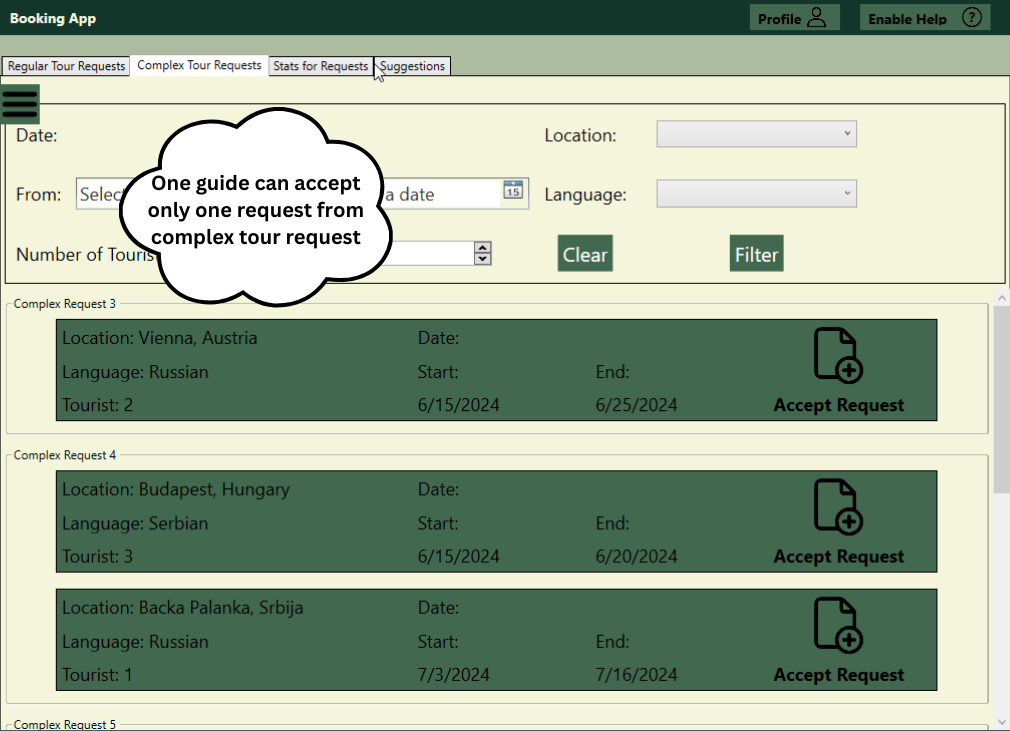 Booking App
Profile
Enable Help
Regular Tour Requests
Complex Tour Requests
Stats for Requests
Suggestions
Date:
Location:
From:
a date
15
Language:
One guide can accept
only one request from
complex tour request
Number of
Clear
Filter
Complex Request 3
Location: Vienna, Austria
Date:
Language: Russian
Start:
End:
Tourist: 2
6/15/2024
6/25/2024
Accept Request
Complex Request 4
Location: Budapest, Hungary
Date:
Language: Serbian
Start:
End:
Tourist: 3
6/15/2024
6/20/2024
Accept Request
Location: Backa Palanka, Srbija
Date:
Language: Russian
Start:
End:
Tourist: 1
7/3/2024
7/16/2024
Accept Request
Complex Request 5